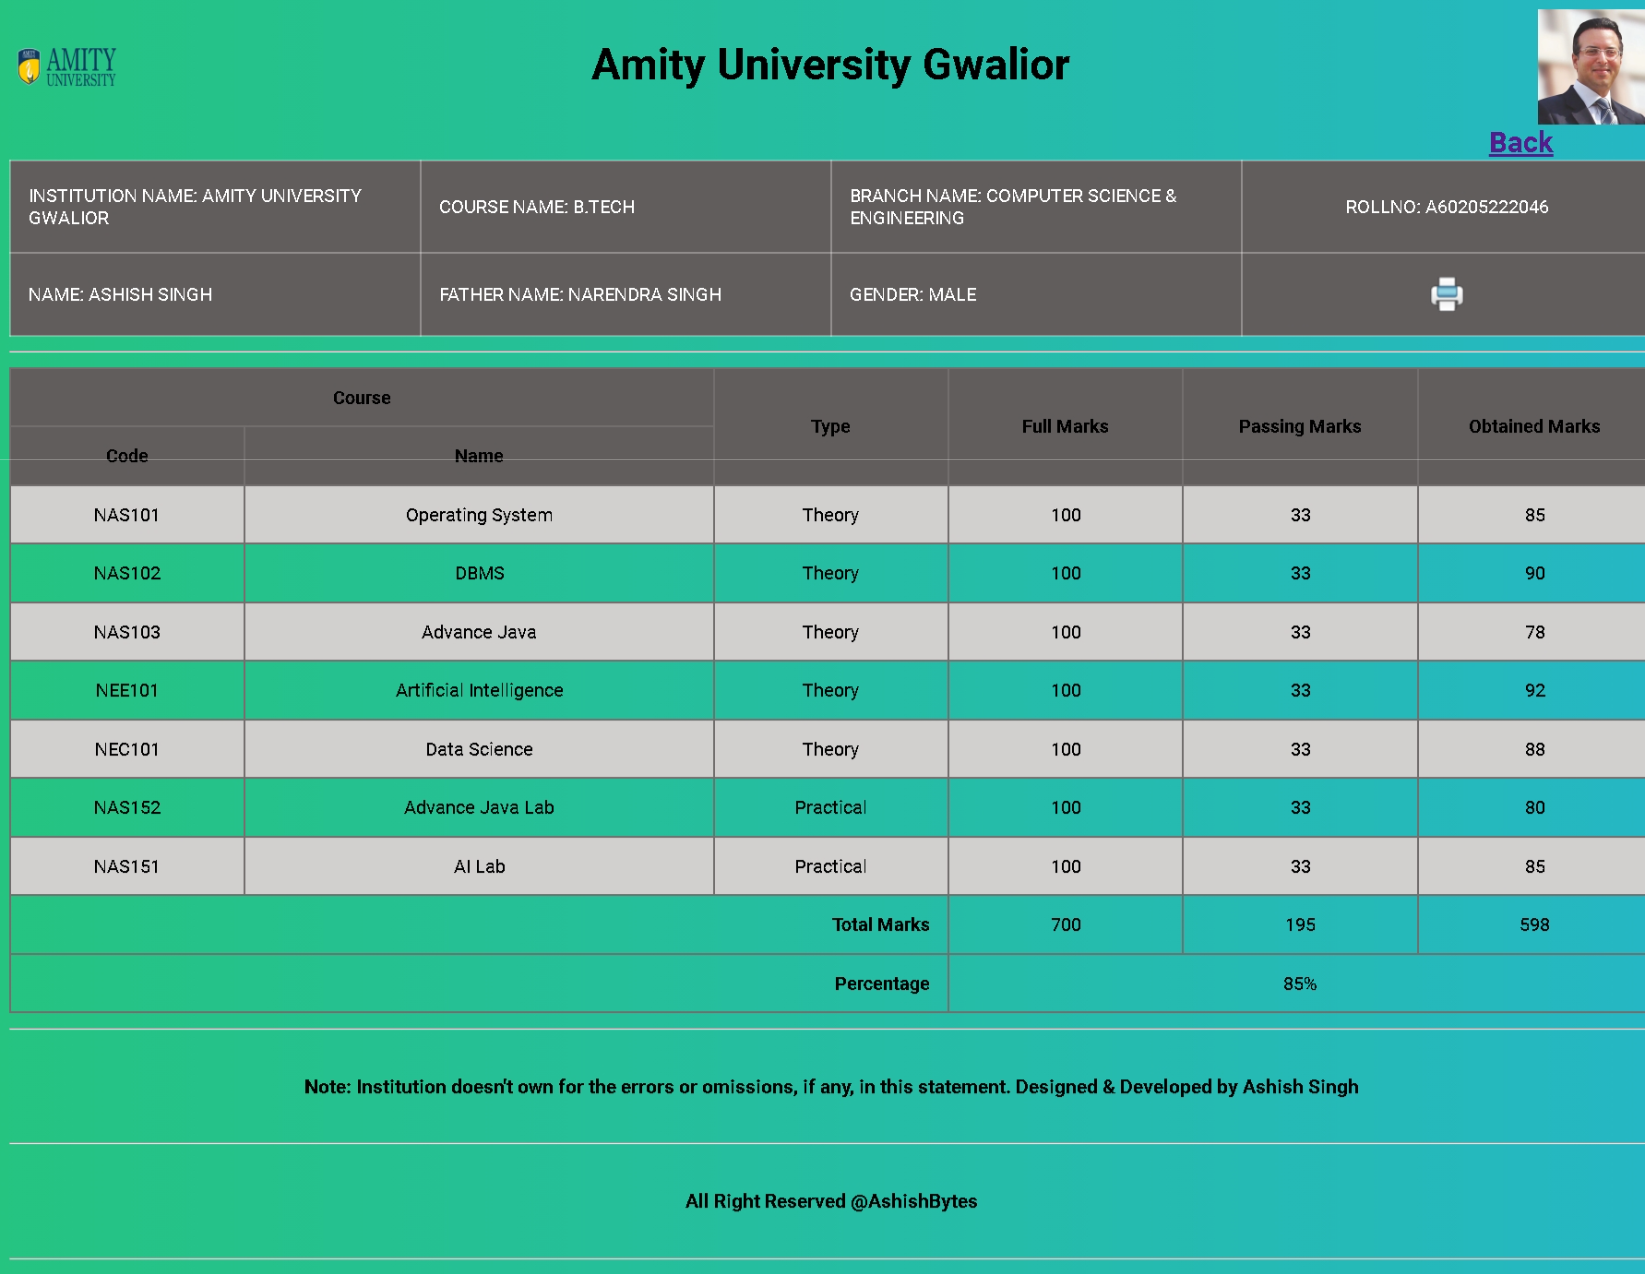 AMITY
UNIVERSITY
Amity University Gwalior
Back
INSTITUTION NAME: AMITY UNIVERSITY
GWALIOR
COURSE NAME: B.TECH
BRANCH NAME: COMPUTER SCIENCE &
ENGINEERING
ROLLNO: A60205222046
NAME: ASHISH SINGH
FATHER NAME: NARENDRA SINGH
GENDER: MALE
Course
Type
Full Marks
Passing Marks
Obtained Marks
Code
Name
NAS101 Operating System Theory 100 33 85
NAS102 DBMS Theory 100 33 90
NAS103 Advance Java Theory 100 33 78
NEE101 Artificial Intelligence Theory 100 33 92
NEC101 Data Science Theory 100 33 88
NAS152 Advance Java Lab Practical 100 33 80
NAS151 AI Lab Practical 100 33 85
Total Marks 700 195 598
Percentage 85%
Note: Institution doesn't own for the errors or omissions, if any, in this statement. Designed & Developed by Ashish Singh
All Right Reserved @AshishBytes